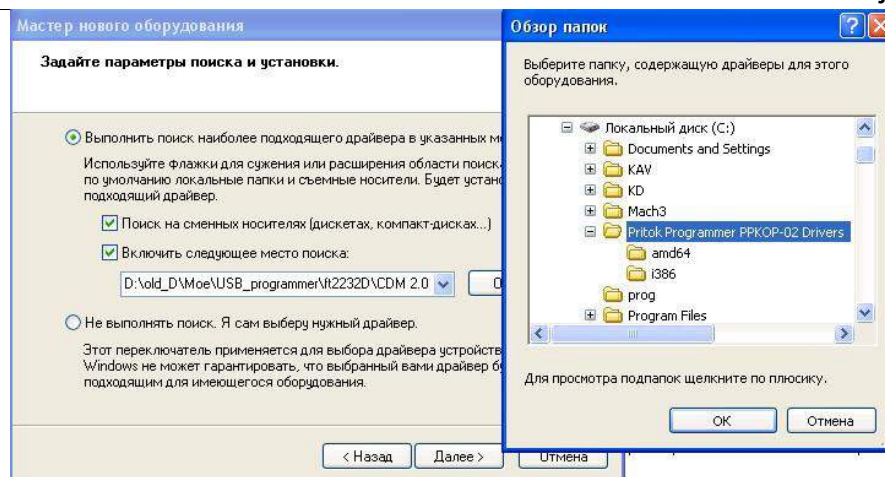 Мастер нового оборудования
Задайте параметры поиска и установки.
Выполнить поиск наиболее подходящего драйвера в указанных
Используйте флажки для сужения или расширения области
по умолчанию локальные папки и съемные носители. Будет
подходящий драйвер.
Поиск на сменных носителях (дискетах, компакт-дисках...)
Включить следующее место поиска:
D:\old_D\Moe\USB_programmer\ft2232D\CDM 2.0
О
Не выполнять поиск. Я сам выберу нужный драйвер.
Этот переключатель применяется для выбора драйвера
Windows не может гарантировать, что выбранный вами драйвер
подходящим для имеющегося оборудования.
< Назад
Далее >
Отмена
Обзор папок
Выберите папку, содержащую драйверы для этого
оборудования.
Локальный диск (C:)
Documents and Settings
KAV
KD
Mach3
Pritok Programmer PPKOP-02 Drivers
amd64
i386
prog
Program Files
Для просмотра подпапок щелкните по плюсику.
OK
Отмена